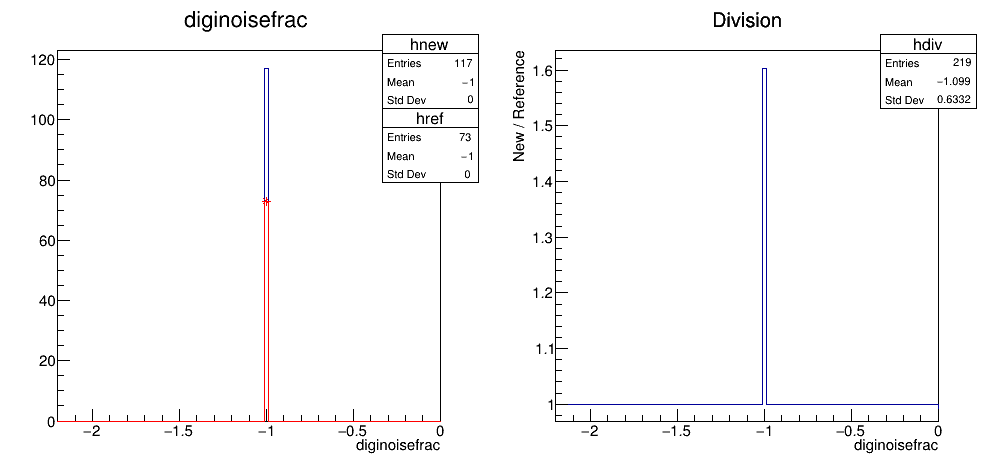 diginoisefrac
hnew
Entries 117
Mean −1
Std Dev 0
href
Entries 73
Mean −1
Std Dev 0
120
100
80
60
40
20
0
−2 −1.5 −1 −0.5 0
diginoisefrac
Division
hdiv
Entries 219
Mean −1.099
Std Dev 0.6332
New / Reference
1.6
1.5
1.4
1.3
1.2
1.1
1
−2 −1.5 −1 −0.5 0
diginoisefrac